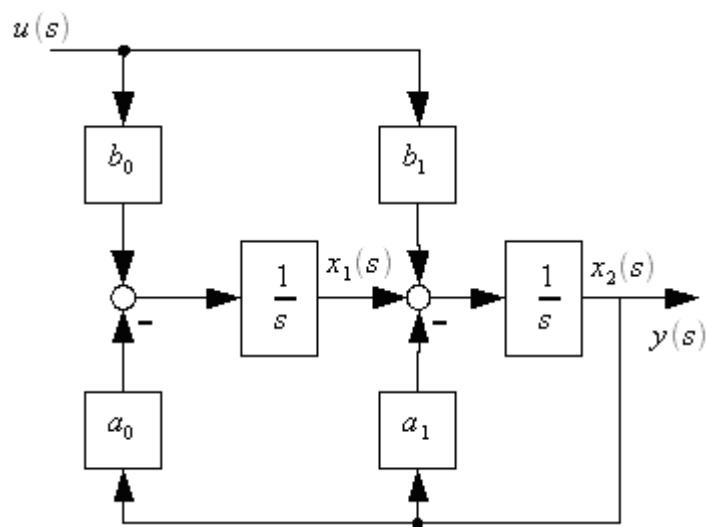 u(s)
b₀
b₁
1/s
x₁(s)
1/s
x₂(s)
-
-
y(s)
a₀
a₁